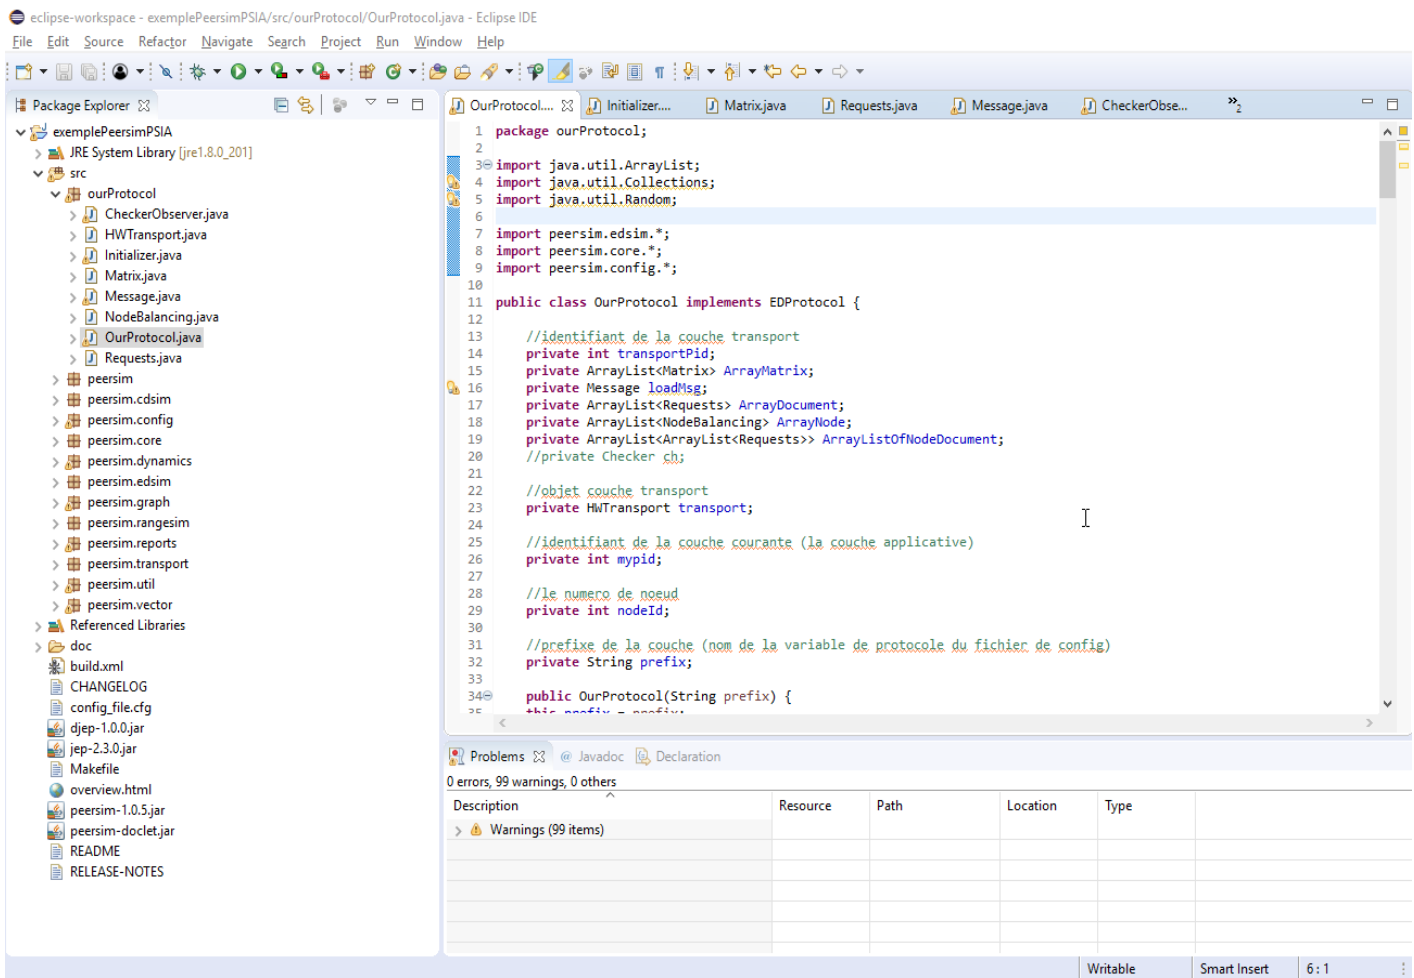 eclipse-workspace - exemplePeersimPSIA/src/ourProtocol/OurProtocol.java - Eclipse IDE
File Edit Source Refactor Navigate Search Project Run Window Help
Package Explorer
exemplePeersimPSIA
JRE System Library [jre1.8.0_201]
src
ourProtocol
CheckerObserver.java
HWTransport.java
Initializer.java
Matrix.java
Message.java
NodeBalancing.java
OurProtocol.java
Requests.java
peersim
peersim.cdsim
peersim.config
peersim.core
peersim.dynamics
peersim.edsim
peersim.graph
peersim.rangesim
peersim.reports
peersim.transport
peersim.util
peersim.vector
Referenced Libraries
doc
build.xml
CHANGELOG
config_file.cfg
djep-1.0.0.jar
jep-2.3.0.jar
Makefile
overview.html
peersim-1.0.5.jar
peersim-doclet.jar
README
RELEASE-NOTES
OurProtocol.... Initializer.... Matrix.java Requests.java Message.java CheckerObse... »2
1 package ourProtocol;
2
3 import java.util.ArrayList;
4 import java.util.Collections;
5 import java.util.Random;
6
7 import peersim.edsim.*;
8 import peersim.core.*;
9 import peersim.config.*;
10
11 public class OurProtocol implements EDProtocol {
12
13 //identifiant de la couche transport
14 private int transportPid;
15 private ArrayList<Matrix> ArrayMatrix;
16 private Message loadMsg;
17 private ArrayList<Requests> ArrayDocument;
18 private ArrayList<NodeBalancing> ArrayNode;
19 private ArrayList<ArrayList<Requests>> ArrayListOfNodeDocument;
20 //private Checker ch;
21
22 //objet couche transport
23 private HWTransport transport;
24
25 //identifiant de la couche courante (la couche applicative)
26 private int mypid;
27
28 //le numero de noeud
29 private int nodeId;
30
31 //prefixe de la couche (nom de la variable de protocole du fichier de config)
32 private String prefix;
33
34 public OurProtocol(String prefix) {
35 this.prefix = prefix;
Problems @ Javadoc Declaration
0 errors, 99 warnings, 0 others
Description Resource Path Location Type
Warnings (99 items)
Writable Smart Insert 6 : 1